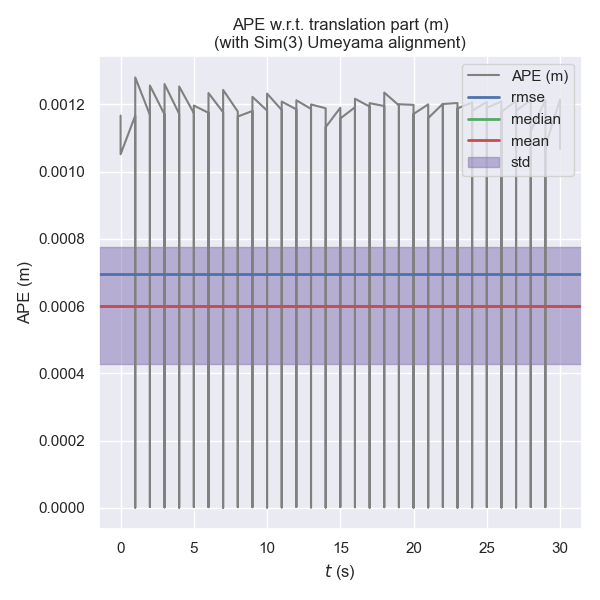 APE w.r.t. translation part (m)
(with Sim(3) Umeyama alignment)
APE (m)
rmse
median
mean
std
0.0012
0.0010
0.0008
0.0006
0.0004
0.0002
0.0000
APE (m)
0 5 10 15 20 25 30
t (s)